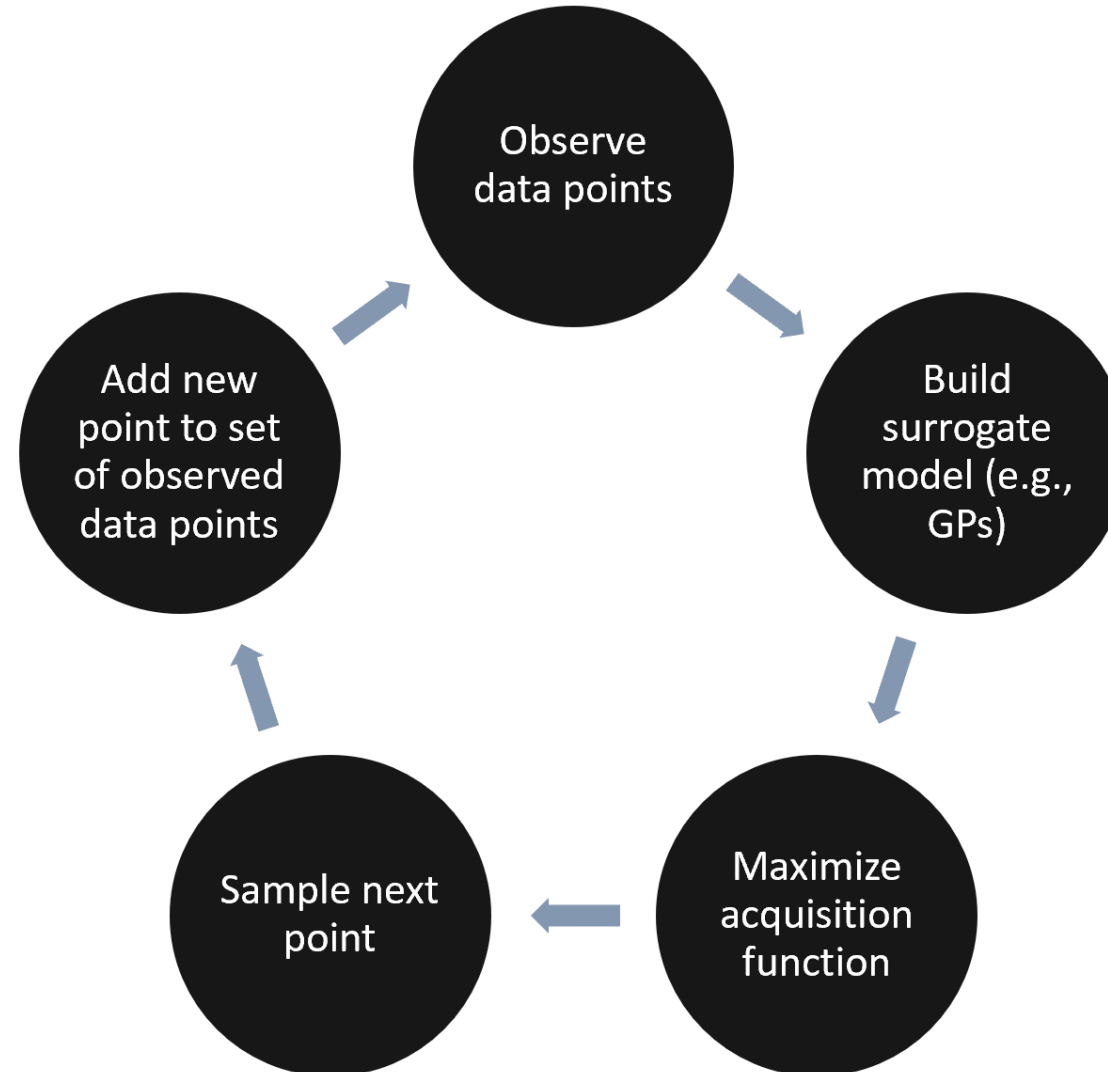 Observe
data points
Build
surrogate
model (e.g.,
GPs)
Maximize
acquisition
function
Sample next
point
Add new
point to set
of observed
data points